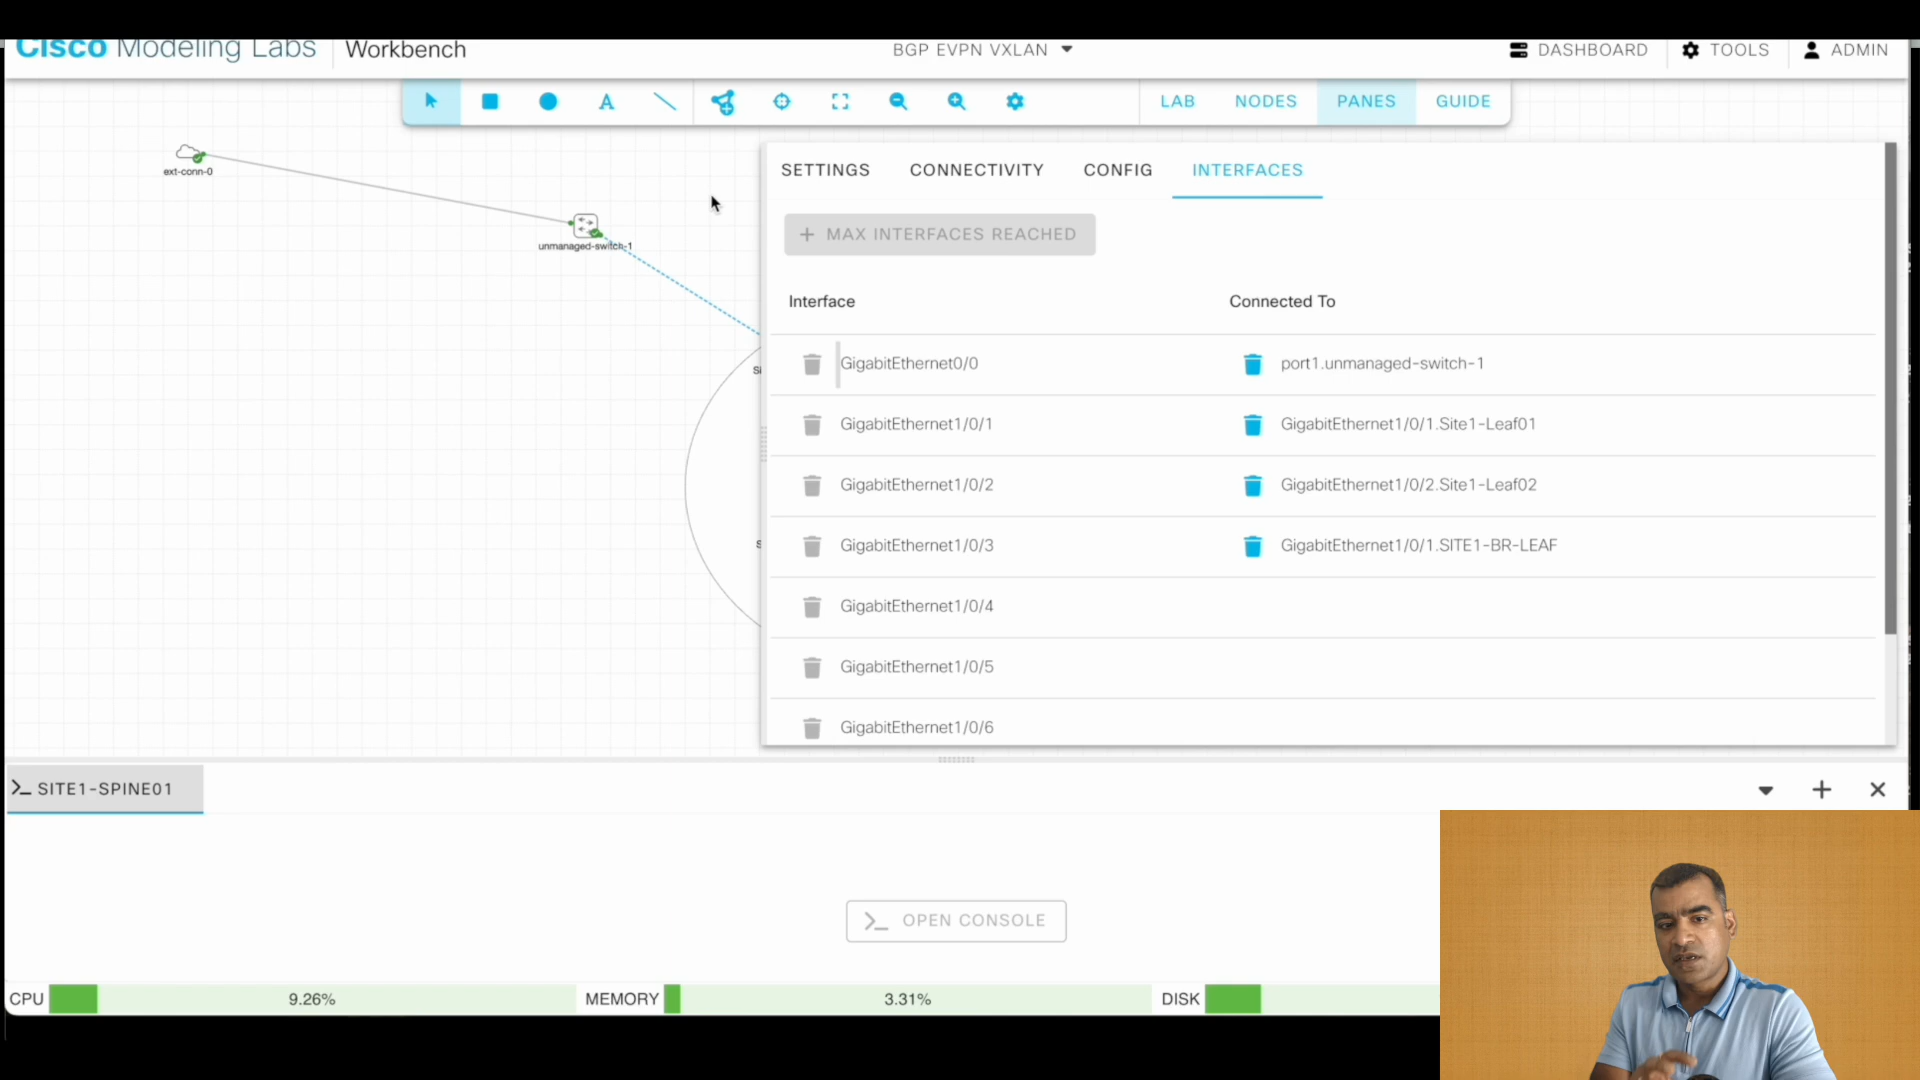 Cisco Modeling Labs Workbench BGP EVPN VXLAN DASHBOARD TOOLS ADMIN
A LAB NODES PANES GUIDE
ext-conn-0
unmanaged-switch-1
SETTINGS CONNECTIVITY CONFIG INTERFACES
+ MAX INTERFACES REACHED
Interface Connected To
GigabitEthernet0/0 port1.unmanaged-switch-1
GigabitEthernet1/0/1 GigabitEthernet1/0/1.Site1-Leaf01
GigabitEthernet1/0/2 GigabitEthernet1/0/2.Site1-Leaf02
GigabitEthernet1/0/3 GigabitEthernet1/0/1.SITE1-BR-LEAF
GigabitEthernet1/0/4
GigabitEthernet1/0/5
GigabitEthernet1/0/6
SITE1-SPINE01
OPEN CONSOLE
CPU 9.26% MEMORY 3.31% DISK